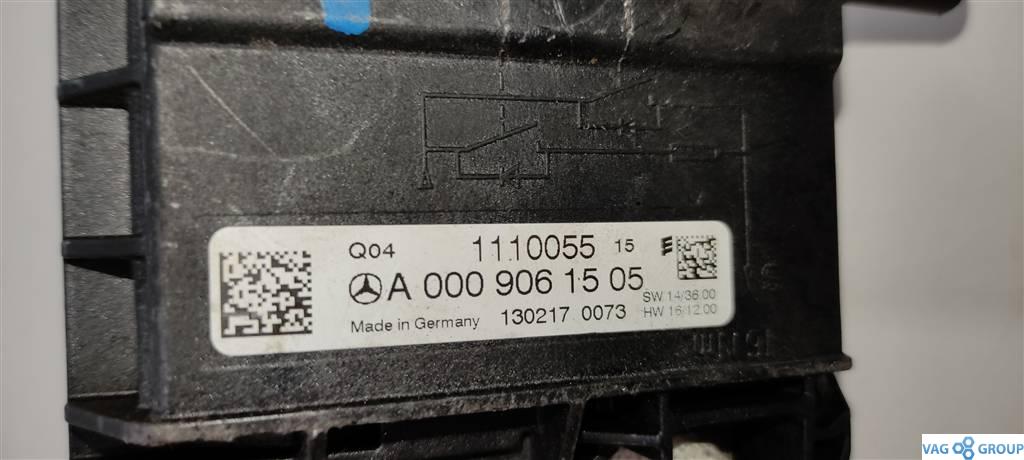 Q04 1110055 15
A 000 906 15 05
SW 14/36.00
Made in Germany 130217 0073 HW 16/12.00
VAG GROUP